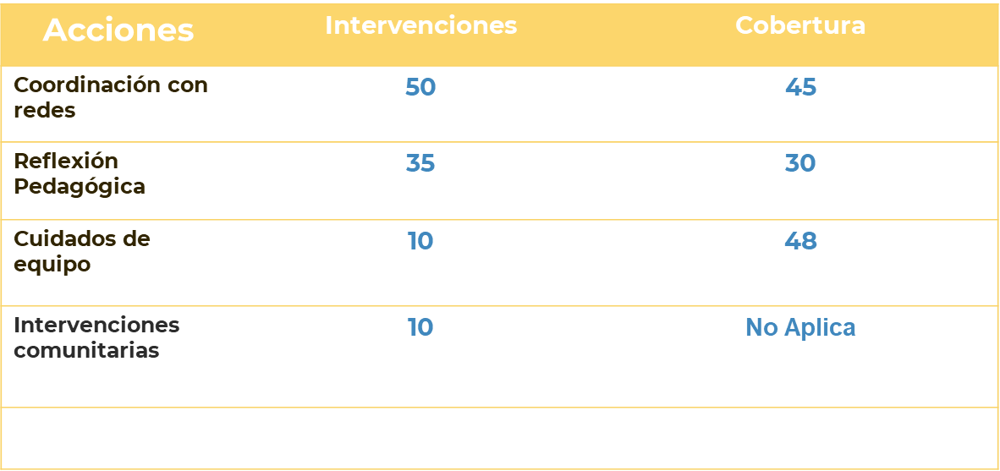 Acciones Intervenciones Cobertura
Coordinación con 50 45
redes
Reflexión 35 30
Pedagógica
Cuidados de 10 48
equipo
Intervenciones 10 No Aplica
comunitarias